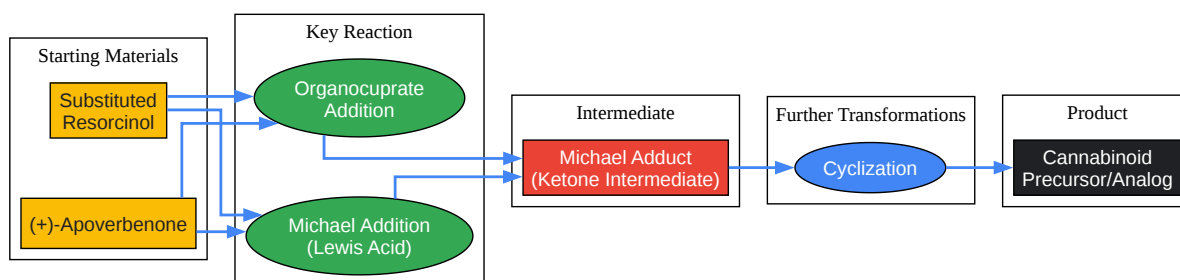 Starting Materials
Substituted
Resorcinol
(+)-Apoverbenone
Key Reaction
Organocuprate
Addition
Michael Addition
(Lewis Acid)
Intermediate
Michael Adduct
(Ketone Intermediate)
Further Transformations
Cyclization
Product
Cannabinoid
Precursor/Analog